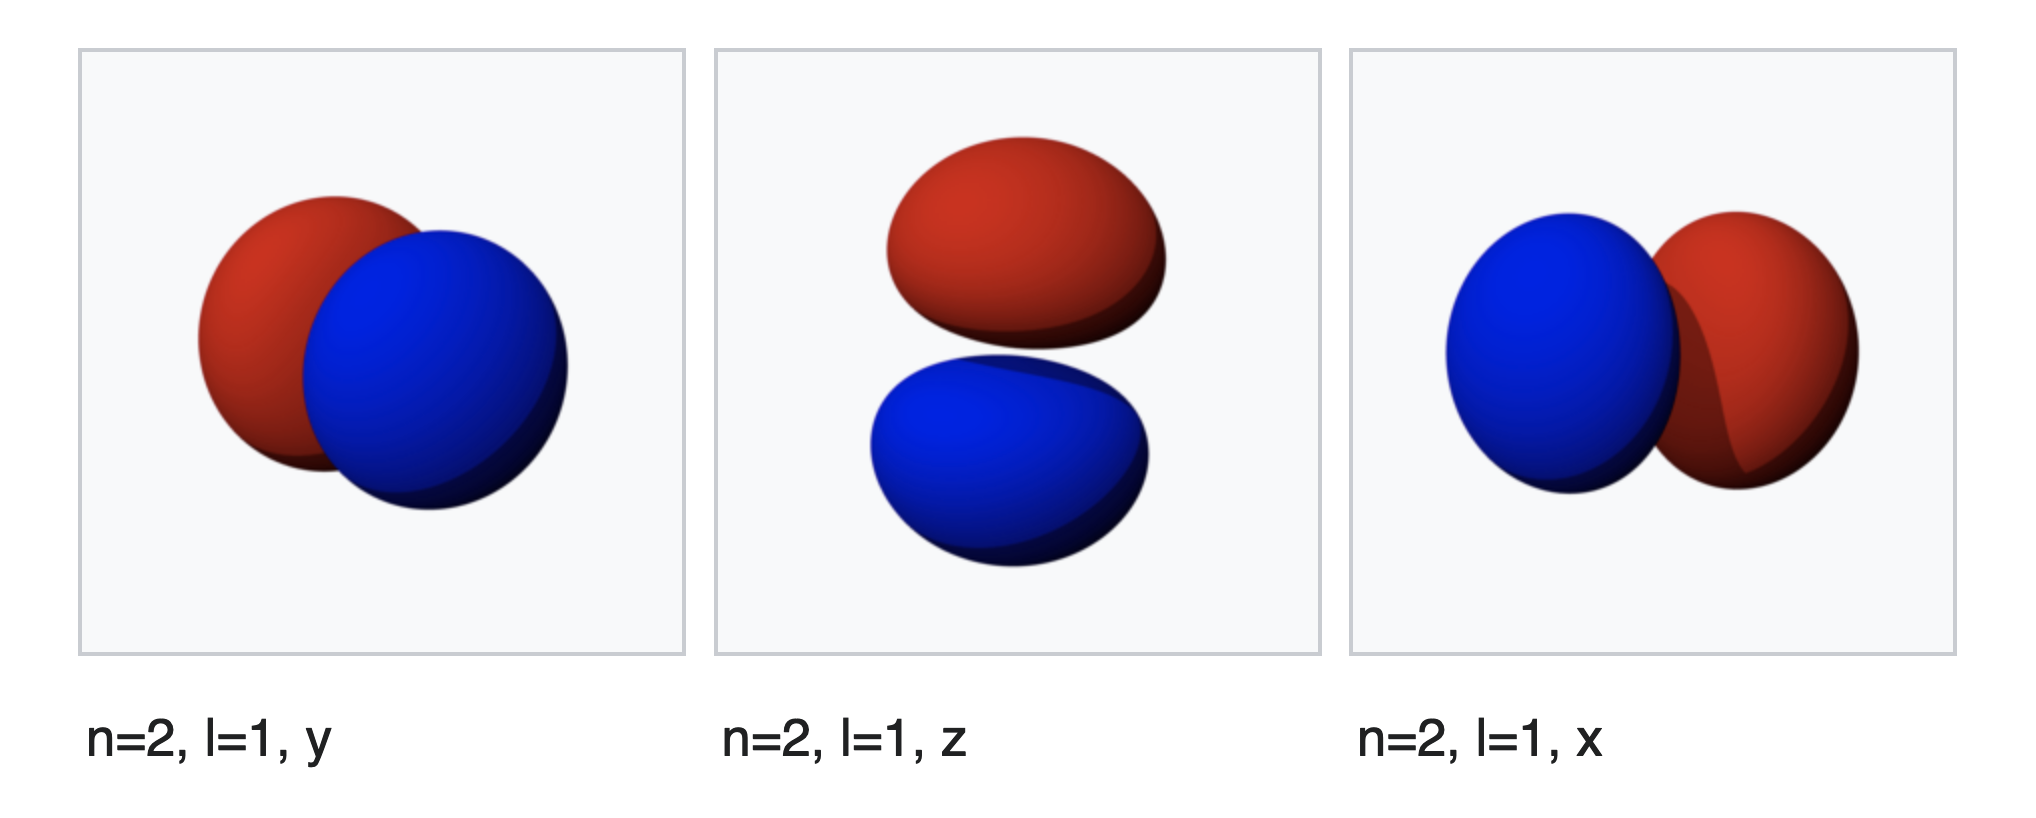 n=2, l=1, y
n=2, l=1, z
n=2, l=1, x